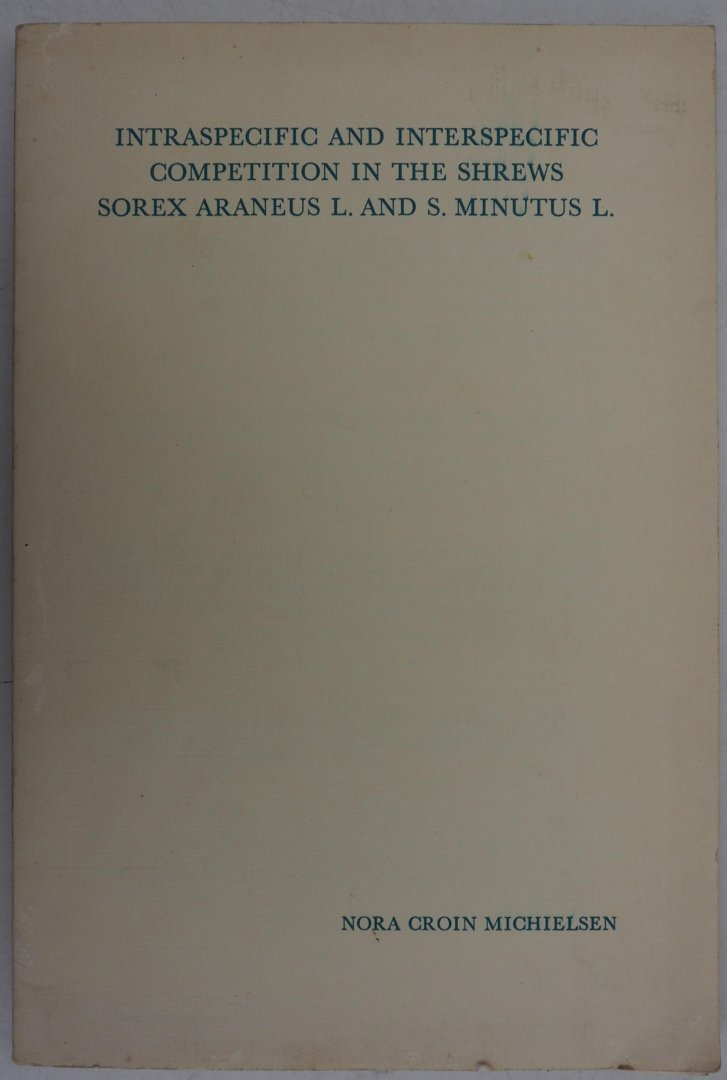 INTRASPECIFIC AND INTERSPECIFIC
COMPETITION IN THE SHREWS
SOREX ARANEUS L. AND S. MINUTUS L.
NORA CROIN MICHIELSEN